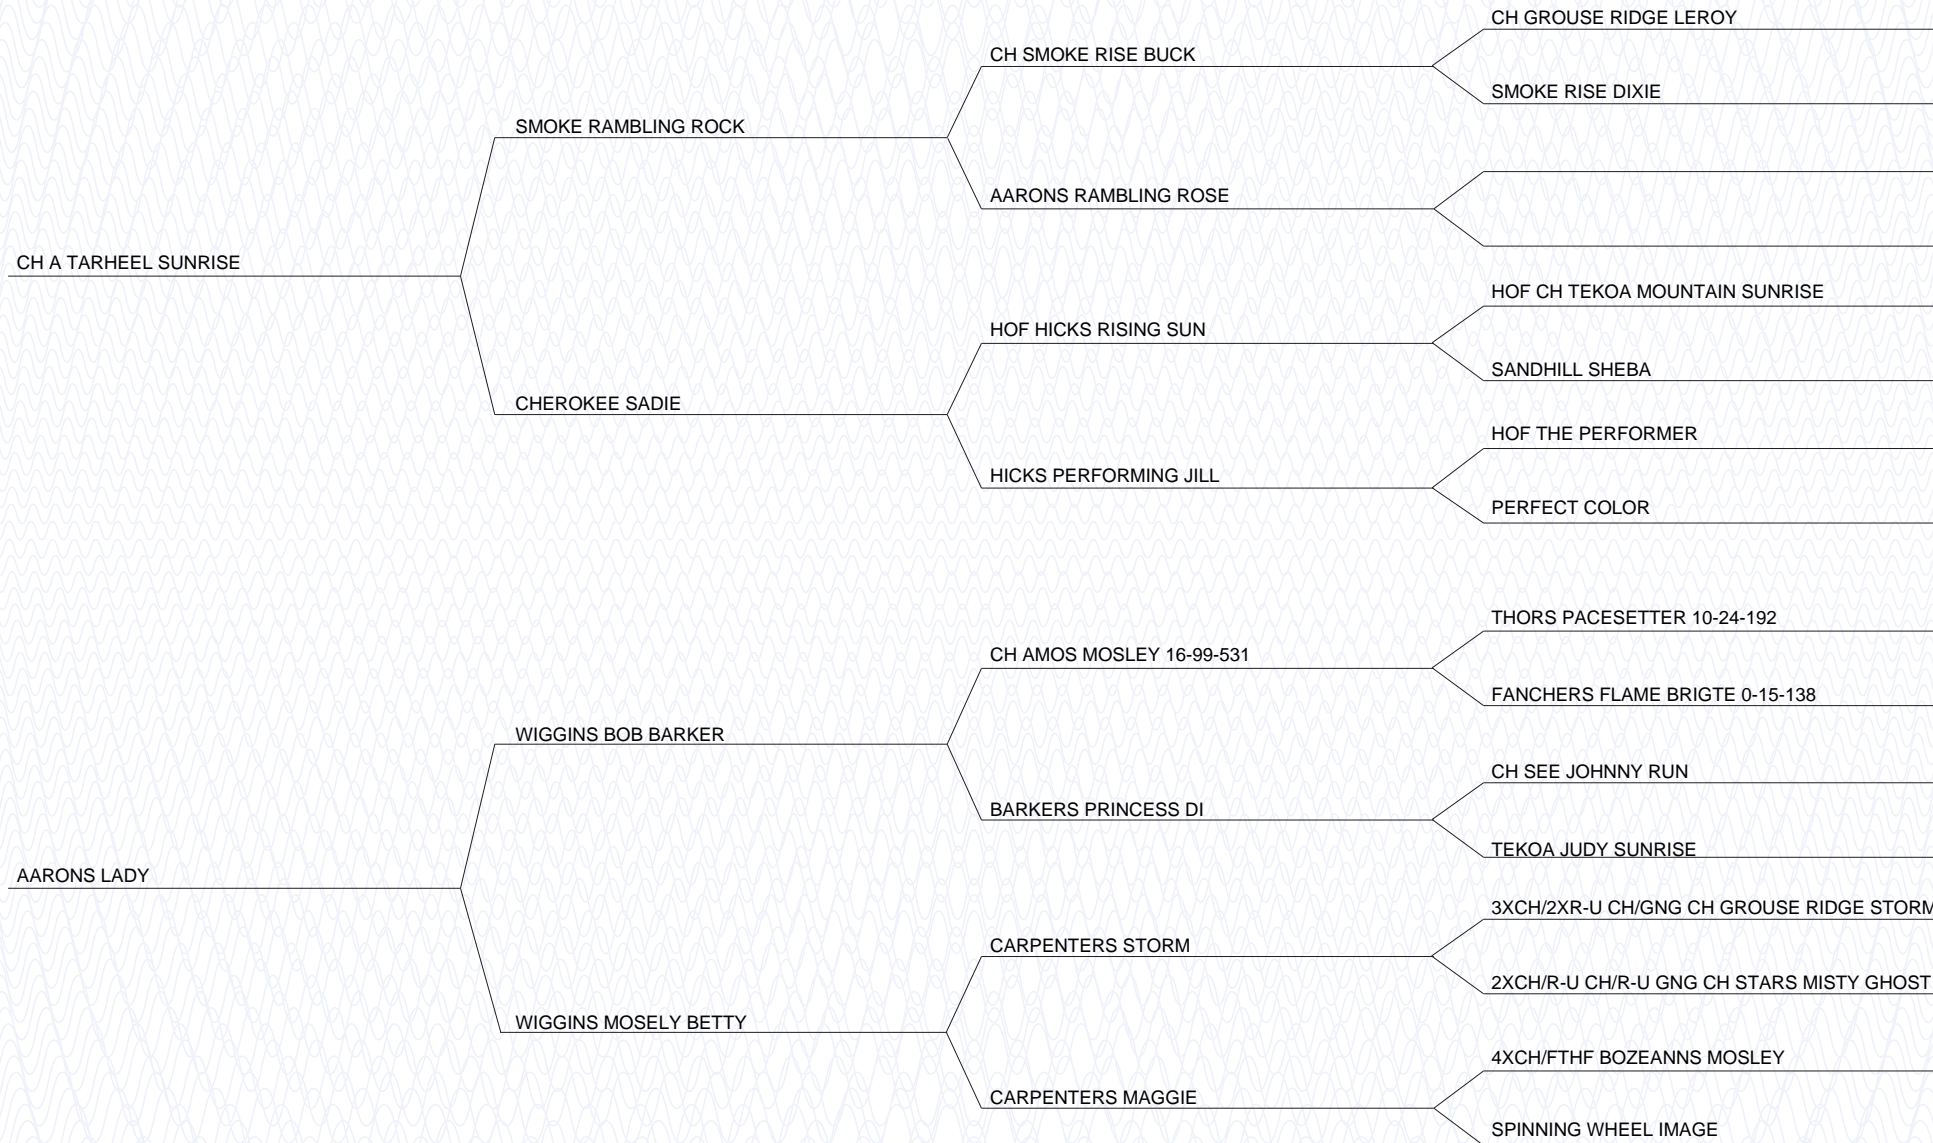 CH GROUSE RIDGE LEROY
CH SMOKE RISE BUCK
SMOKE RISE DIXIE
SMOKE RAMBLING ROCK
AARONS RAMBLING ROSE
CH A TARHEEL SUNRISE
HOF CH TEKOA MOUNTAIN SUNRISE
HOF HICKS RISING SUN
SANDHILL SHEBA
CHEROKEE SADIE
HOF THE PERFORMER
HICKS PERFORMING JILL
PERFECT COLOR
THORS PACESETTER 10-24-192
CH AMOS MOSLEY 16-99-531
FANCHERS FLAME BRIGTE 0-15-138
WIGGINS BOB BARKER
CH SEE JOHNNY RUN
BARKERS PRINCESS DI
TEKOA JUDY SUNRISE
AARONS LADY
3XCH/2XR-U CH/GNG CH GROUSE RIDGE STORM
CARPENTERS STORM
2XCH/R-U CH/R-U GNG CH STARS MISTY GHOST
WIGGINS MOSELY BETTY
4XCH/FTHF BOZEANNS MOSLEY
CARPENTERS MAGGIE
SPINNING WHEEL IMAGE